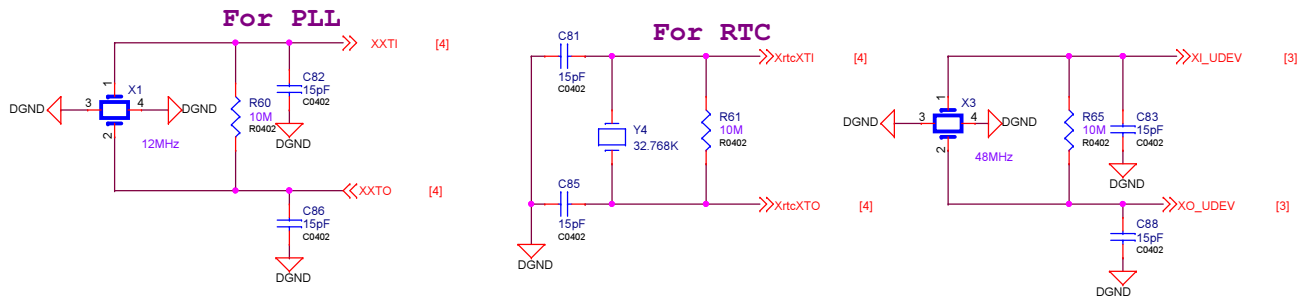 For PLL
XXTI [4]
1
X1
DGND 3 4 DGND
2
12MHz
R60
10M
R0402
C82
15pF
C0402
DGND
XXTO [4]
C86
15pF
C0402
DGND
For RTC
C81
15pF
C0402
XrtcXTI [4]
Y4
32.768K
R61
10M
R0402
C85
15pF
C0402
XrtcXTO [4]
DGND
XI_UDEV [3]
1
X3
DGND 3 4 DGND
2
48MHz
R65
10M
R0402
C83
15pF
C0402
DGND
XO_UDEV [3]
C88
15pF
C0402
DGND